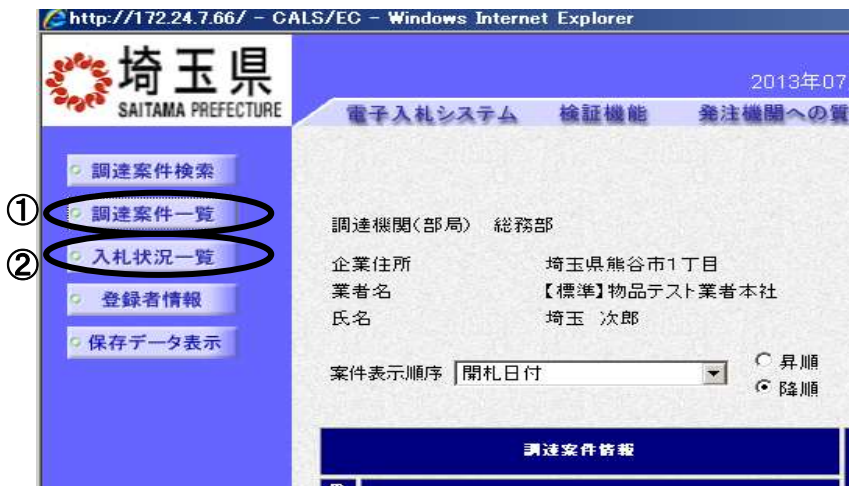 http://172.24.7.66/ - CALS/EC - Windows Internet Explorer
埼玉県
SAITAMA PREFECTURE
2013年07
電子入札システム 検証機能 発注機関への質
調達案件検索
① 調達案件一覧
② 入札状況一覧
登録者情報
保存データ表示
調達機関(部局) 総務部
企業住所 埼玉県熊谷市1丁目
業者名 【標準】物品テスト業者本社
氏名 埼玉 次郎
案件表示順序 開札日付
昇順
降順
調達案件情報